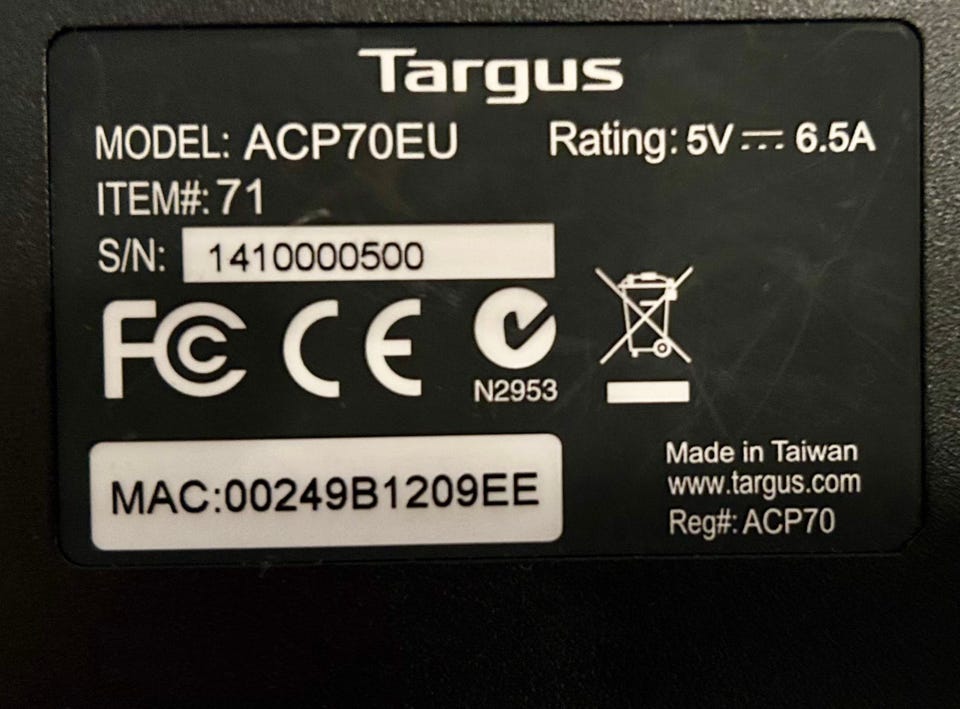 Targus
MODEL: ACP70EU Rating: 5V ⎓ 6.5A
ITEM#: 71
S/N: 1410000500
FC CE
N2953
MAC:00249B1209EE
Made in Taiwan
www.targus.com
Reg#: ACP70